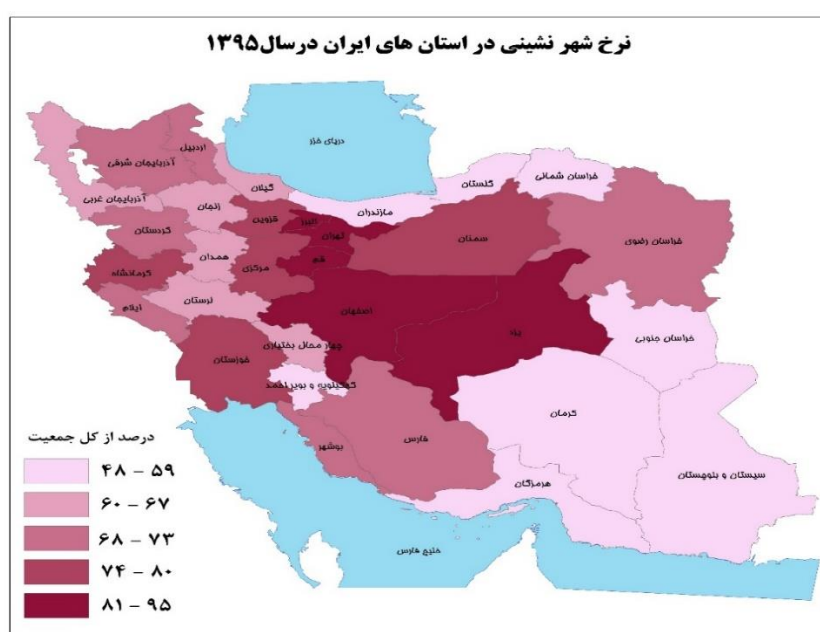 نرخ شهر نشینی در استان های ایران درسال۱۳۹۵
دریای خزر
اردبیل
آذربایجان شرقی
آذربایجان غربی
گیلان
زنجان
مازندران
گلستان
خراسان شمالی
کردستان
قزوین
البرز
تهران
سمنان
خراسان رضوی
همدان
مرکزی
قم
کرمانشاه
لرستان
ایلام
اصفهان
یزد
خراسان جنوبی
چهار محال بختیاری
خوزستان
کهگیلویه و بویر احمد
کرمان
فارس
بوشهر
سیستان و بلوچستان
هرمزگان
خلیج فارس
درصد از کل جمعیت
۴۸ - ۵۹
۶۰ - ۶۷
۶۸ - ۷۳
۷۴ - ۸۰
۸۱ - ۹۵